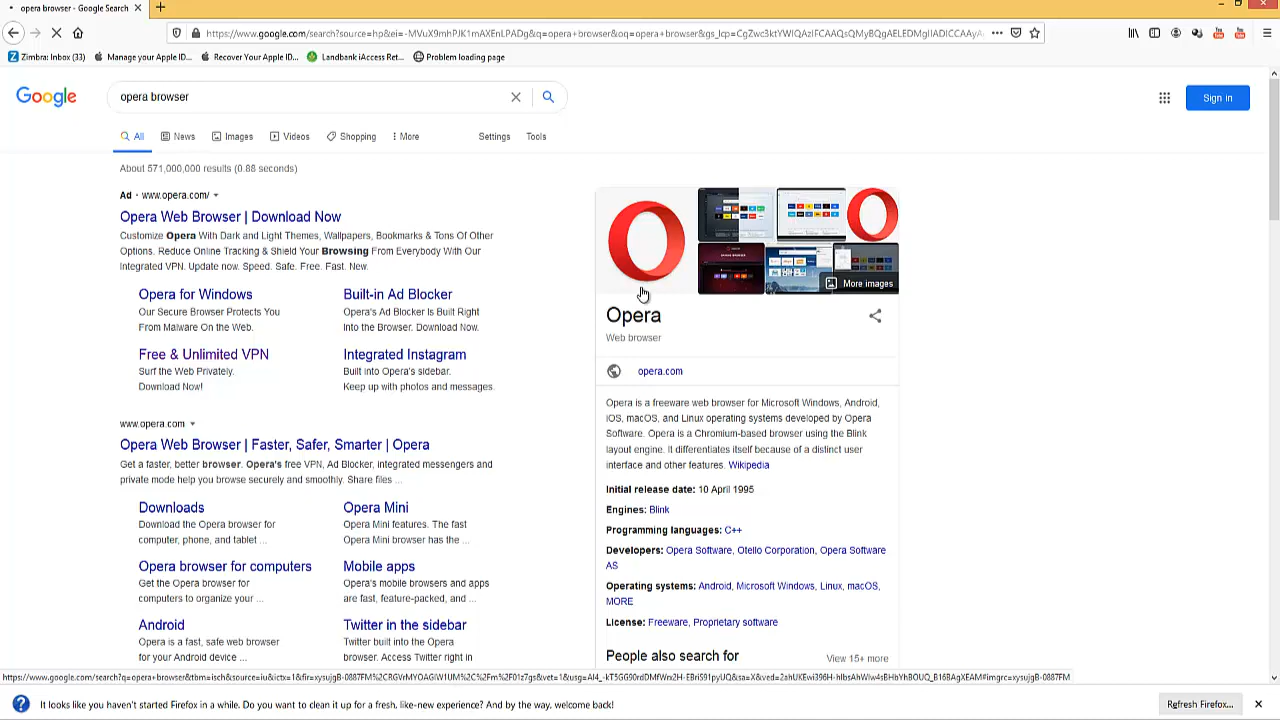 opera browser - Google Search
https://www.google.com/search?source=hp&ei=-MVuX9mhPJK1mAXEnLPADg&q=opera+browser&oq=opera+browser&gs_lcp=
Zimbra: Inbox (33) Manage your Apple ID... Recover Your Apple ID... Landbank iAccess Ret... Problem loading page
Google
opera browser
Sign in
All News Images Videos Shopping More Settings Tools
About 571,000,000 results (0.88 seconds)
Ad · www.opera.com/
Opera Web Browser | Download Now
Customize Opera With Dark and Light Themes, Wallpapers, Bookmarks & Tons Of Other
Options. Reduce Online Tracking & Shield Your Browsing From Everybody With Our
Integrated VPN. Update now. Speed. Safe. Free. Fast. New.
Opera for Windows
Our Secure Browser Protects You
From Malware On the Web.
Built-in Ad Blocker
Opera's Ad Blocker Is Built Right
Into the Browser. Download Now.
Free & Unlimited VPN
Surf the Web Privately.
Download Now!
Integrated Instagram
Built into Opera's sidebar.
Keep up with photos and messages.
www.opera.com
Opera Web Browser | Faster, Safer, Smarter | Opera
Get a faster, better browser. Opera's free VPN, Ad Blocker, integrated messengers and
private mode help you browse securely and smoothly. Share files ...
Downloads
Download the Opera browser for
computer, phone, and tablet ...
Opera Mini
Opera Mini features. The fast
Opera Mini browser has the ...
Opera browser for computers
Get the Opera browser for
computers to organize your ...
Mobile apps
Opera's mobile browsers and apps
are fast, feature-packed, and ...
Android
Opera is a fast, safe web browser
for your Android device ...
Twitter in the sidebar
Twitter built into the Opera
browser. Access Twitter right in
More images
Opera
Web browser
opera.com
Opera is a freeware web browser for Microsoft Windows, Android,
iOS, macOS, and Linux operating systems developed by Opera
Software. Opera is a Chromium-based browser using the Blink
layout engine. It differentiates itself because of a distinct user
interface and other features. Wikipedia
Initial release date: 10 April 1995
Engines: Blink
Programming languages: C++
Developers: Opera Software, Otello Corporation, Opera Software
AS
Operating systems: Android, Microsoft Windows, Linux, macOS,
MORE
License: Freeware, Proprietary software
People also search for
View 15+ more
It looks like you haven't started Firefox in a while. Do you want to clean it up for a fresh, like-new experience? And by the way, welcome back!
Refresh Firefox...